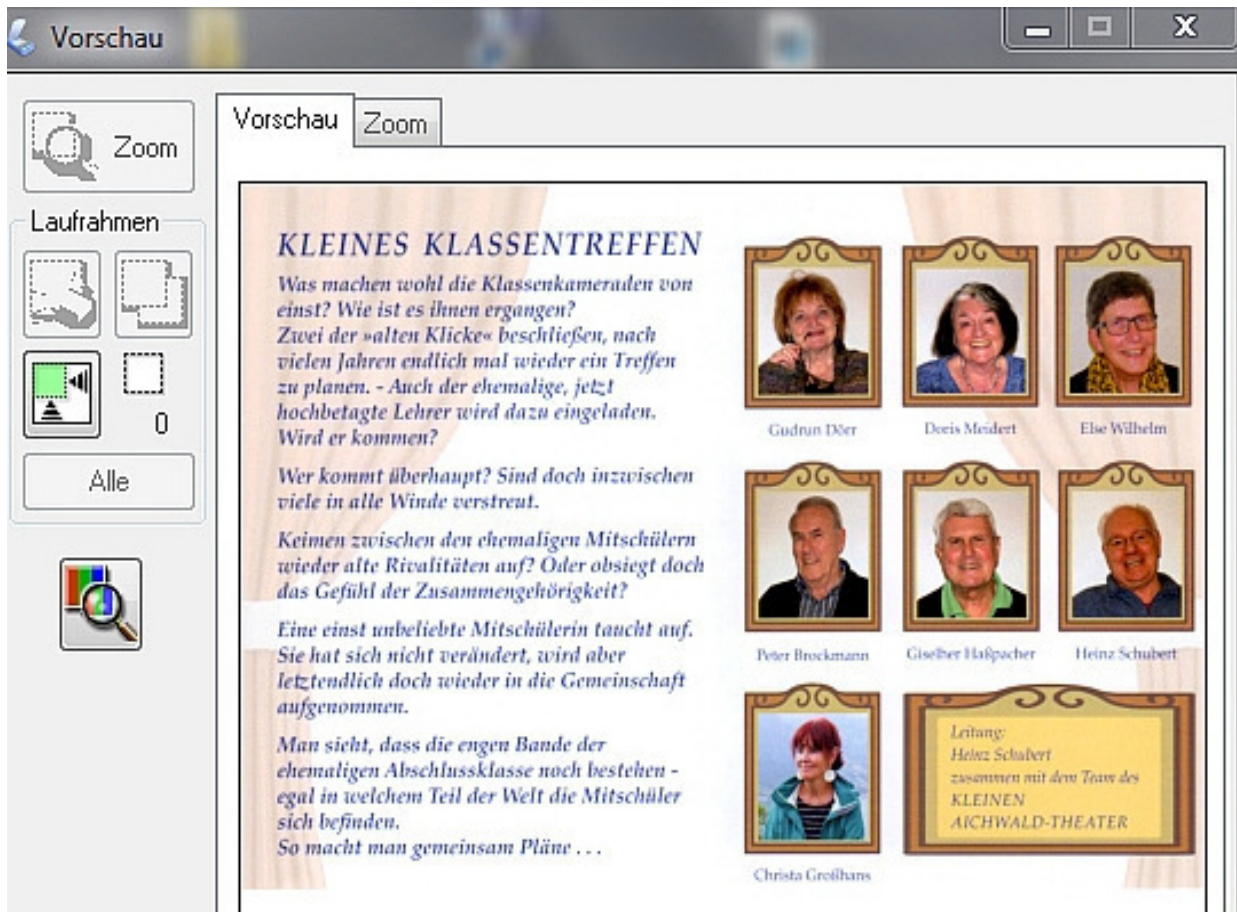 Vorschau
Vorschau
Zoom
Zoom
Laufrahmen
0
Alle
KLEINES KLASSENTREFFEN
Was machen wohl die Klassenkameraden von
einst? Wie ist es ihnen ergangen?
Zwei der »alten Klicke« beschließen, nach
vielen Jahren endlich mal wieder ein Treffen
zu planen. - Auch der ehemalige, jetzt
hochbetagte Lehrer wird dazu eingeladen.
Wird er kommen?
Wer kommt überhaupt? Sind doch inzwischen
viele in alle Winde verstreut.
Keimen zwischen den ehemaligen Mitschülern
wieder alte Rivalitäten auf? Oder obsiegt doch
das Gefühl der Zusammengehörigkeit?
Eine einst unbeliebte Mitschülerin taucht auf.
Sie hat sich nicht verändert, wird aber
letztendlich doch wieder in die Gemeinschaft
aufgenommen.
Man sieht, dass die engen Bande der
ehemaligen Abschlussklasse noch bestehen -
egal in welchem Teil der Welt die Mitschüler
sich befinden.
So macht man gemeinsam Pläne . . .
Gudrun Dörr
Doris Meidert
Else Wilhelm
Peter Brockmann
Giselher Haßpacher
Heinz Schubert
Christa Großhans
Leitung:
Heinz Schubert
zusammen mit dem Team des
KLEINEN
AICHWALD-THEATER